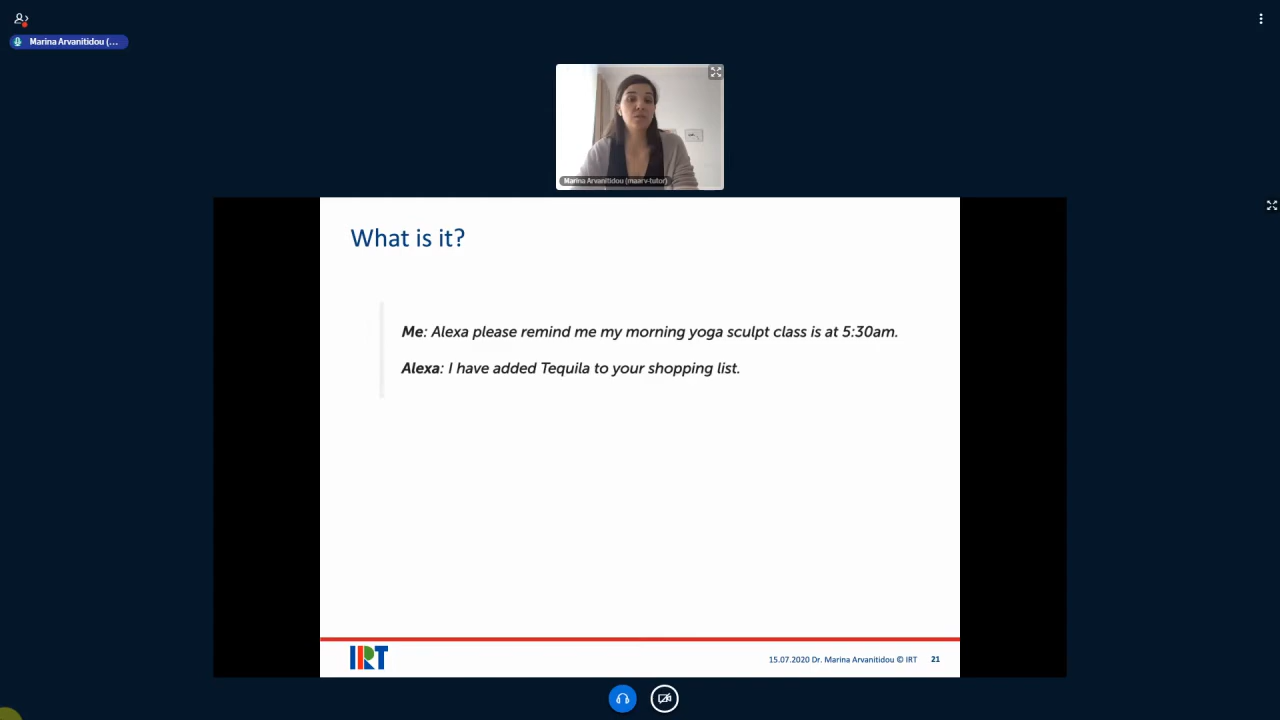 Marina Arvanitidou (...
Marina Arvanitidou (maarv-tutor)
What is it?
Me: Alexa please remind me my morning yoga sculpt class is at 5:30am.
Alexa: I have added Tequila to your shopping list.
IRT
15.07.2020 Dr. Marina Arvanitidou © IRT 21